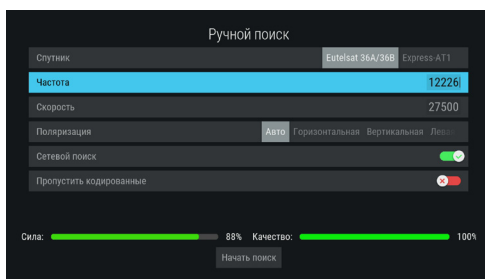 Ручной поиск
Спутник Eutelsat 36A/36B Express-AT1
Частота 12226
Скорость 27500
Поляризация Авто Горизонтальная Вертикальная Лева
Сетевой поиск
Пропустить кодированные
Сила: 88% Качество: 100%
Начать поиск